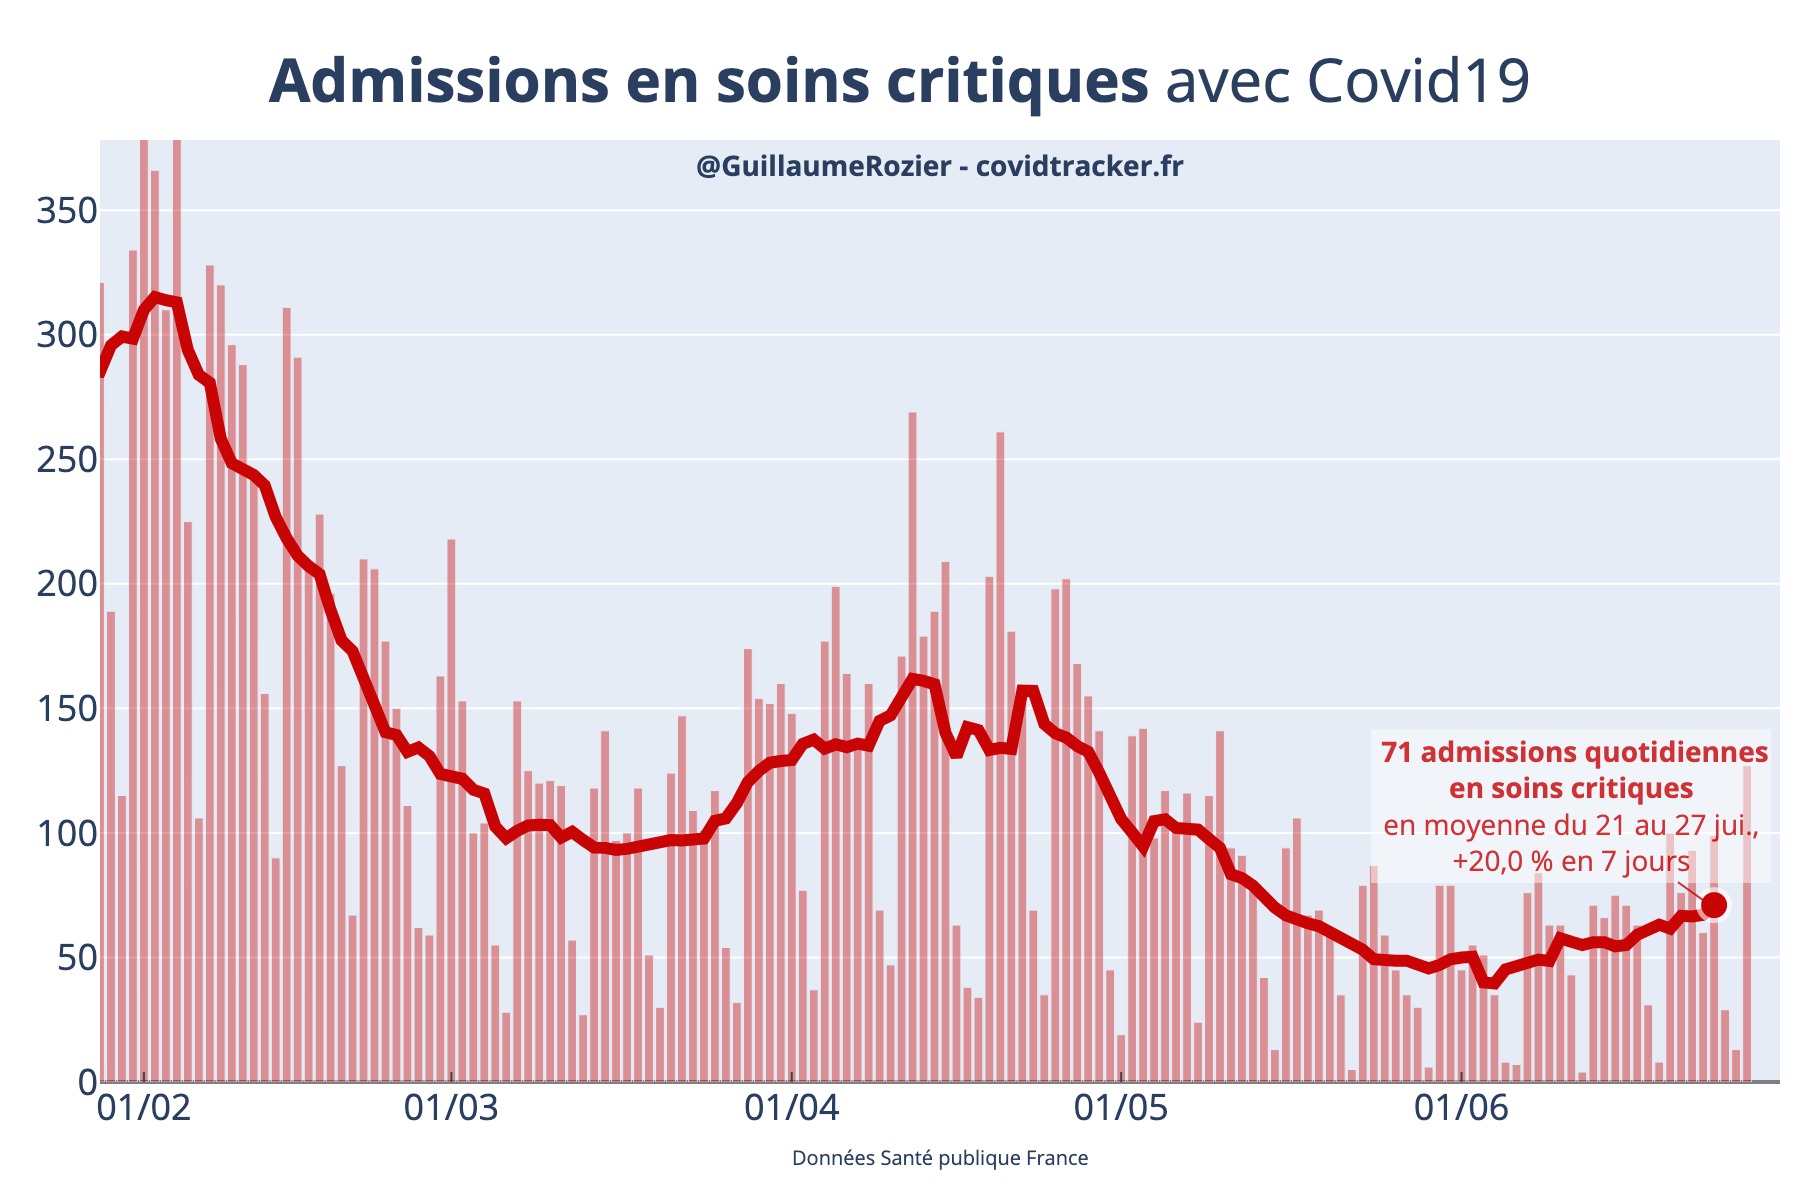 Admissions en soins critiques avec Covid19
@GuillaumeRozier - covidtracker.fr
350
300
250
200
150
100
50
0
71 admissions quotidiennes
en soins critiques
en moyenne du 21 au 27 jui.,
+20,0 % en 7 jours
01/02
01/03
01/04
01/05
01/06
Données Santé publique France